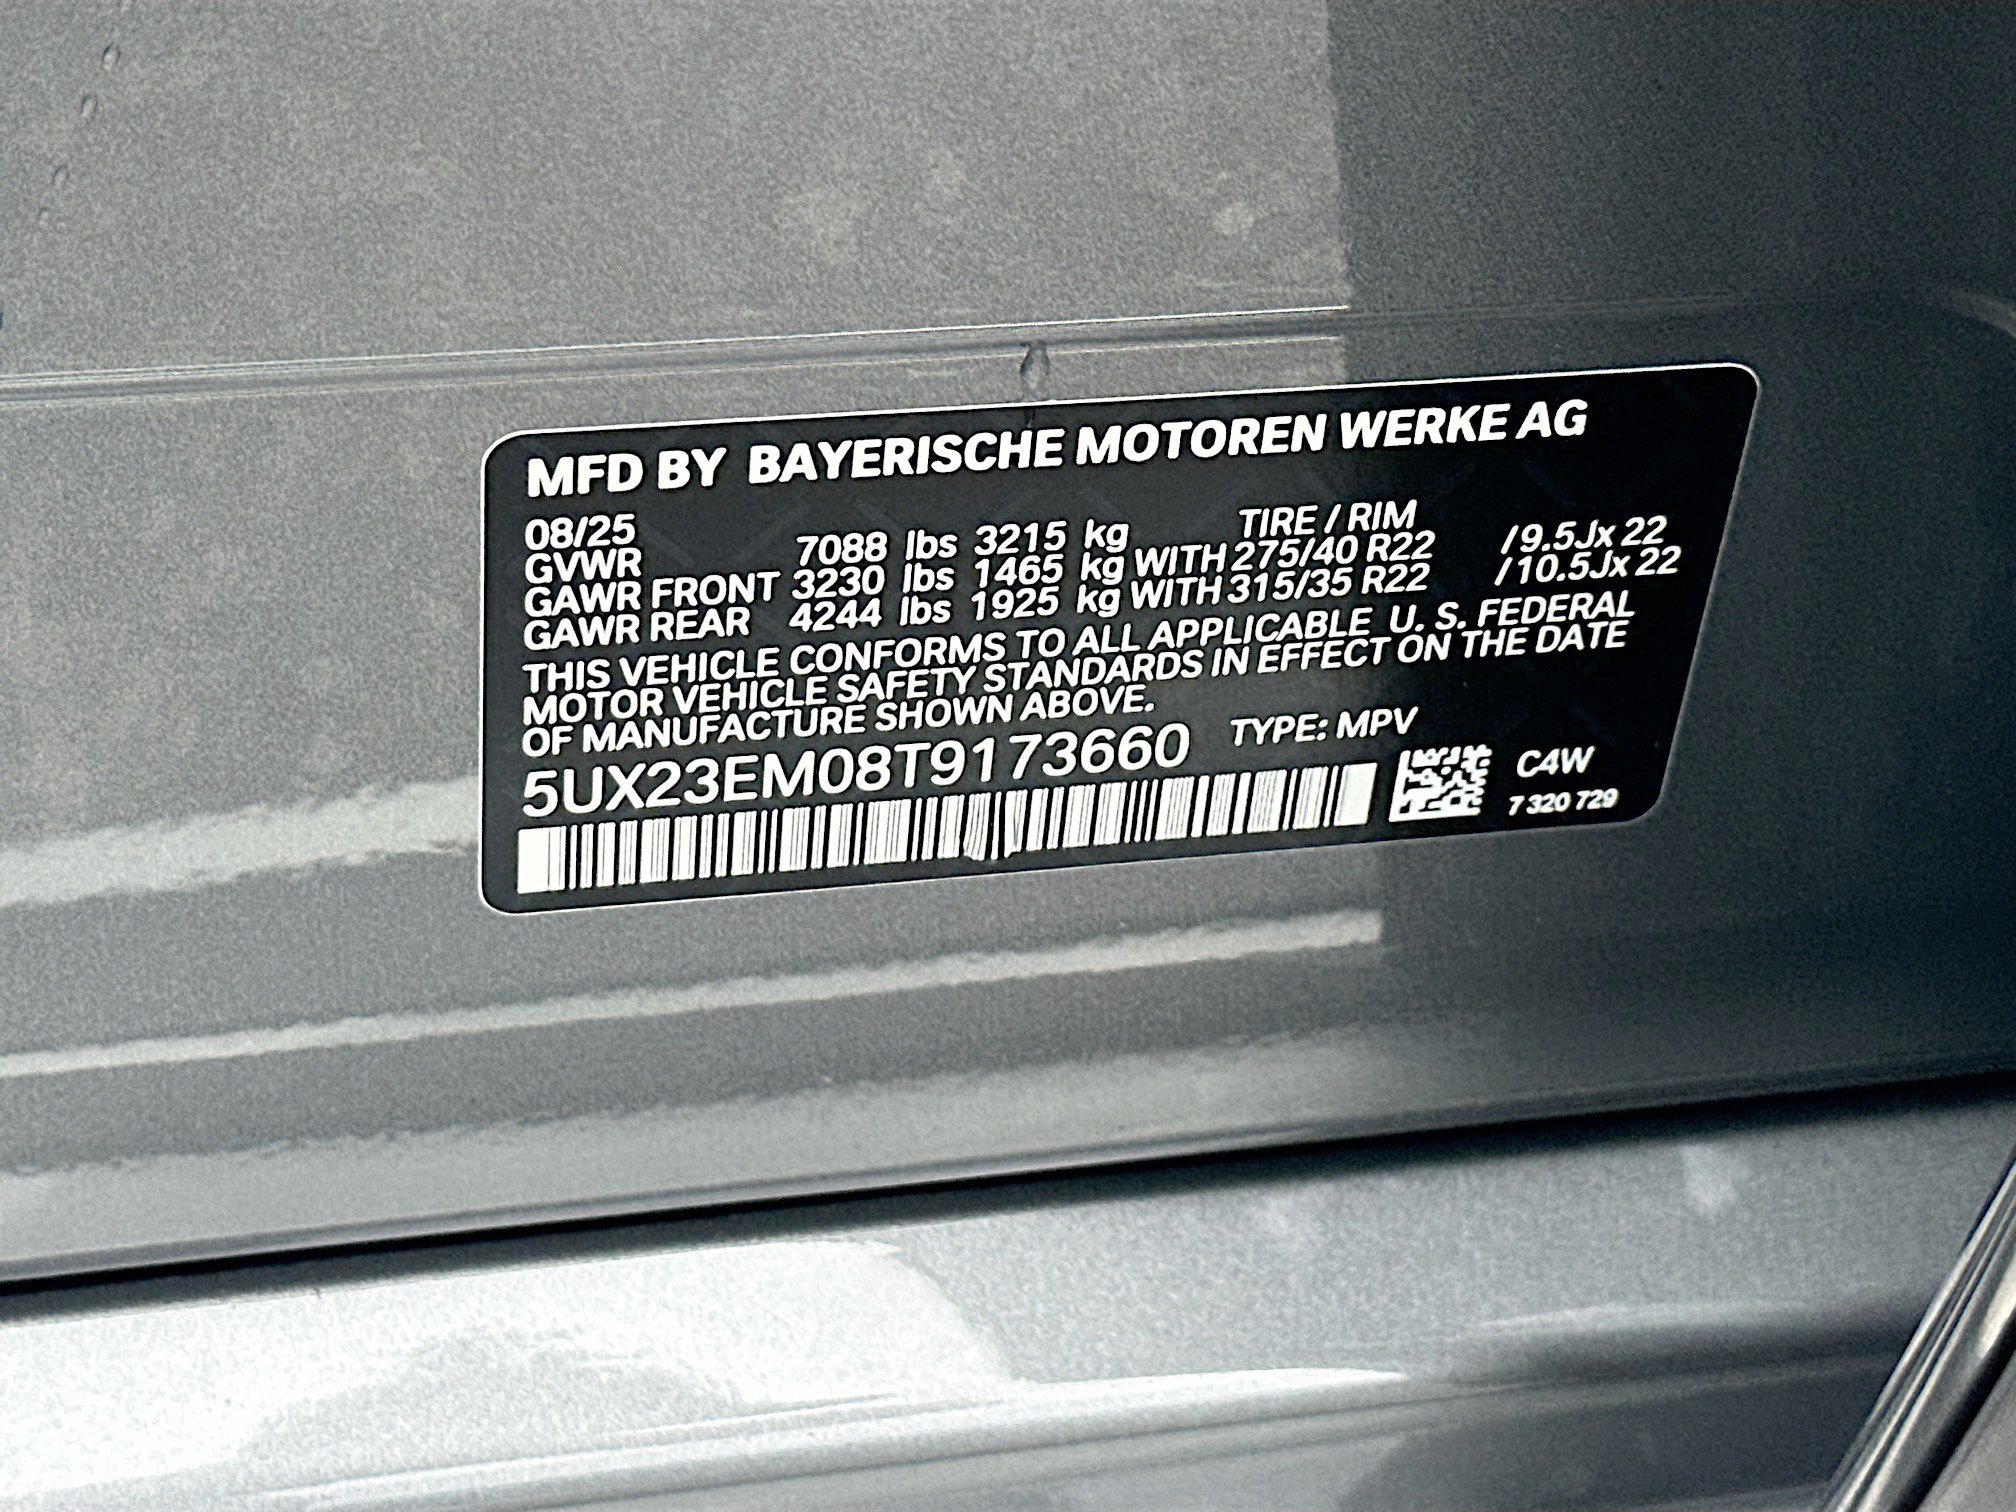 MFD BY BAYERISCHE MOTOREN WERKE AG
08/25 TIRE / RIM
GVWR 7088 lbs 3215 kg
GAWR FRONT 3230 lbs 1465 kg WITH 275/40 R22 /9.5Jx 22
GAWR REAR 4244 lbs 1925 kg WITH 315/35 R22 /10.5Jx 22
THIS VEHICLE CONFORMS TO ALL APPLICABLE U. S. FEDERAL
MOTOR VEHICLE SAFETY STANDARDS IN EFFECT ON THE DATE
OF MANUFACTURE SHOWN ABOVE.
5UX23EM08T9173660 TYPE: MPV
C4W
7 320 729